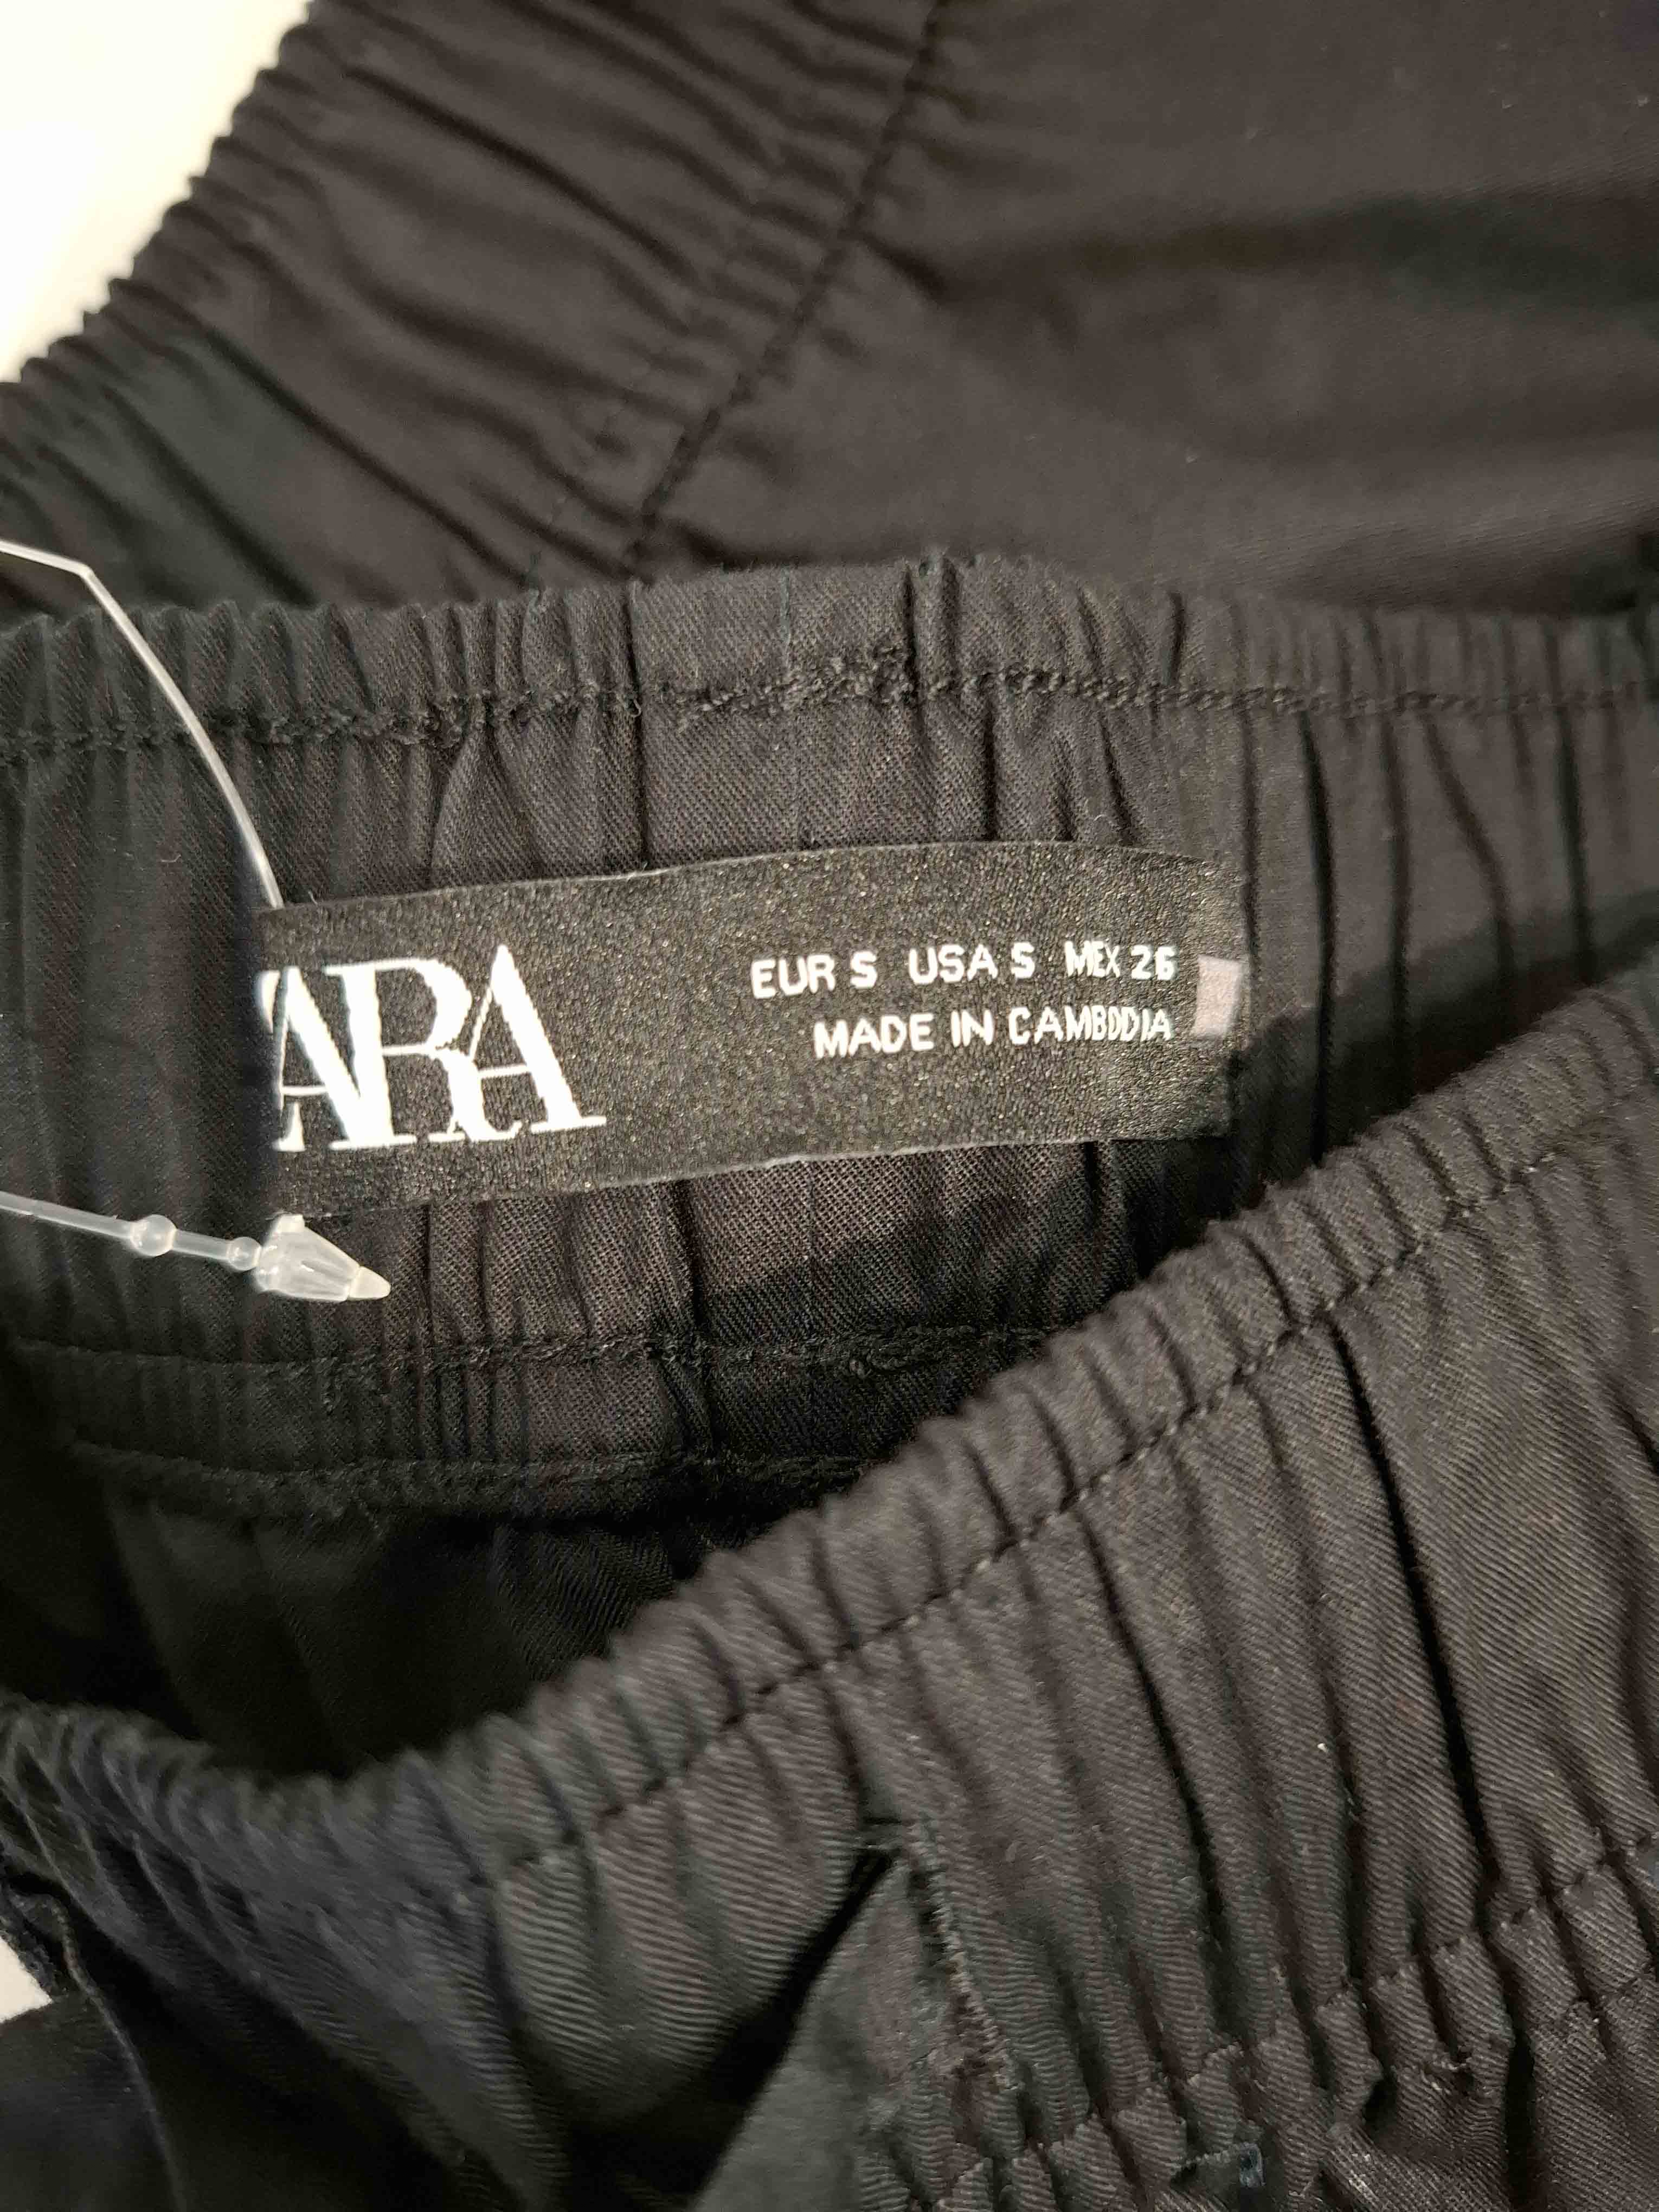 ZARA
EUR S USA S MEX 26
MADE IN CAMBODIA